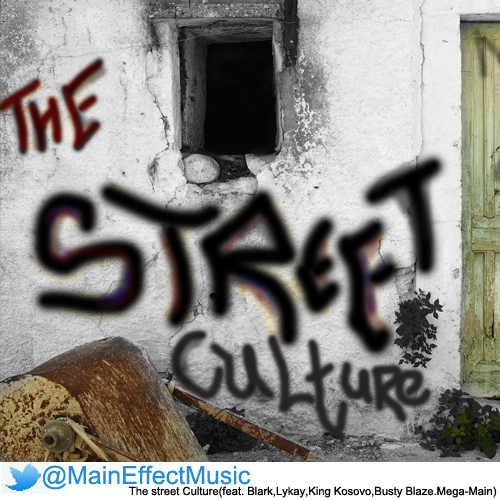 THE
STREET
CULTURE
@MainEffectMusic
The street Culture(feat. Blark,Lykay,King Kosovo,Busty Blaze.Mega-Main)